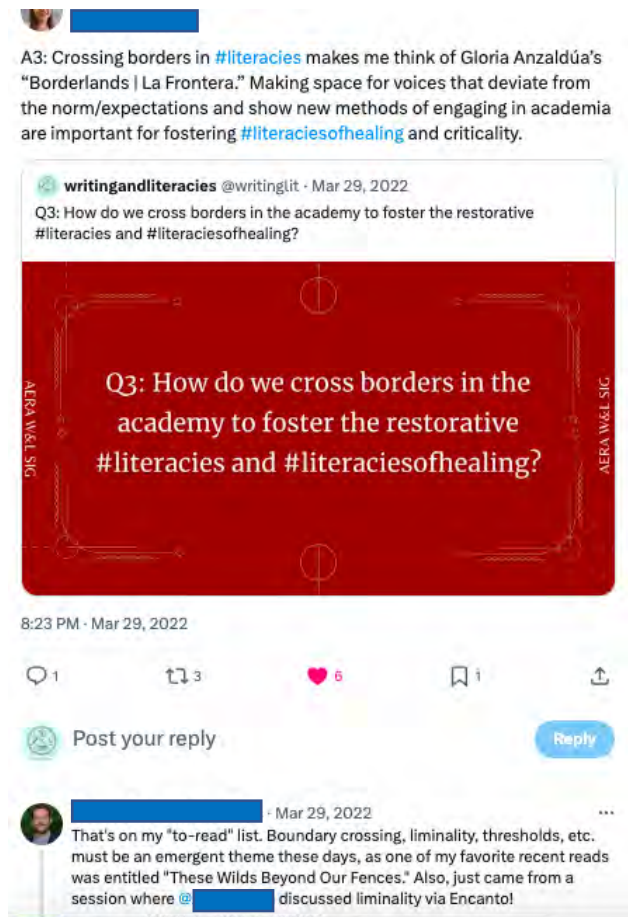 A3: Crossing borders in #literacies makes me think of Gloria Anzaldúa's
"Borderlands | La Frontera." Making space for voices that deviate from
the norm/expectations and show new methods of engaging in academia
are important for fostering #literaciesofhealing and criticality.
writingandliteracies @writinglit · Mar 29, 2022
Q3: How do we cross borders in the academy to foster the restorative
#literacies and #literaciesofhealing?
AERA W&L SIG
Q3: How do we cross borders in the
academy to foster the restorative
#literacies and #literaciesofhealing?
AERA W&L SIG
8:23 PM · Mar 29, 2022
1 3 6 1
Post your reply Reply
· Mar 29, 2022 ...
That's on my "to-read" list. Boundary crossing, liminality, thresholds, etc.
must be an emergent theme these days, as one of my favorite recent reads
was entitled "These Wilds Beyond Our Fences." Also, just came from a
session where @ discussed liminality via Encanto!